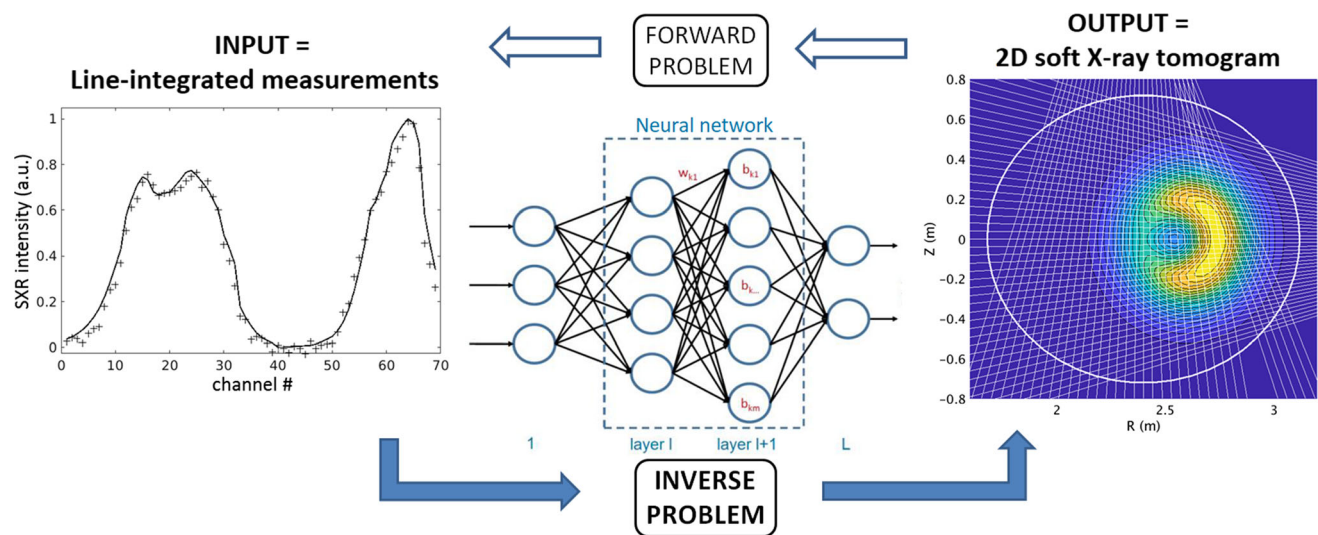 INPUT =
Line-integrated measurements
FORWARD
PROBLEM
OUTPUT =
2D soft X-ray tomogram
SXR intensity (a.u.)
1
0.8
0.6
0.4
0.2
0
0 10 20 30 40 50 60 70
channel #
Neural network
w_k1
b_k1
b_k...
b_km
1 layer l layer l+1 L
INVERSE
PROBLEM
Z (m)
0.8
0.6
0.4
0.2
0
−0.2
−0.4
−0.6
−0.8
2 2.5 3
R (m)